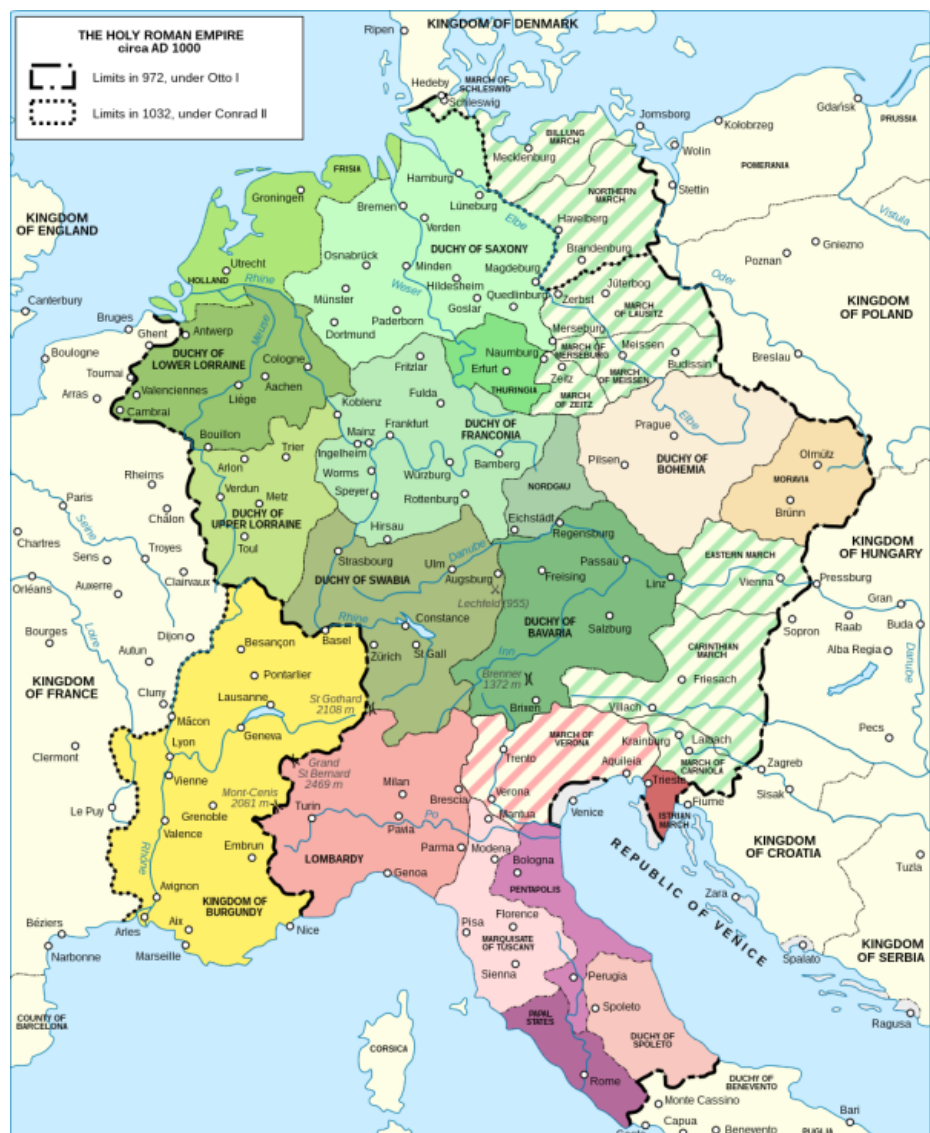 THE HOLY ROMAN EMPIRE
circa AD 1000
Limits in 972, under Otto I
Limits in 1032, under Conrad II
KINGDOM OF DENMARK
Ripen
Hedeby
MARCH OF
SCHLESWIG
Schleswig
Jomsborg
Kołobrzeg
Gdańsk
PRUSSIA
BILLUNG
MARCH
Mecklenburg
Wolin
POMERANIA
Stettin
FRISIA
Groningen
Hamburg
Lüneburg
NORTHERN
MARCH
Bremen
Verden
Elbe
Havelberg
Vistula
KINGDOM
OF ENGLAND
DUCHY OF SAXONY
Brandenburg
Gniezno
Poznan
Osnabrück
Minden
Magdeburg
Utrecht
HOLLAND
Rhine
Weser
Hildesheim
Oder
Jüterbog
Münster
Goslar
Quedlinburg
Zerbst
MARCH
OF LAUSITZ
KINGDOM
OF POLAND
Canterbury
Bruges
Ghent
Antwerp
Meuse
Dortmund
Paderborn
Merseburg
MARCH OF
MERSEBURG
Meissen
Boulogne
DUCHY OF
LOWER LORRAINE
Cologne
Fritzlar
Naumburg
Erfurt
Budissin
Breslau
Tournai
Valenciennes
Aachen
Liége
Fulda
THURINGIA
Zeitz
MARCH
OF ZEITZ
MARCH
OF MEISSEN
Arras
Cambrai
Koblenz
Elbe
Bouillon
Trier
Mainz
Frankfurt
DUCHY OF
FRANCONIA
Prague
Ingelheim
Arlon
Worms
Würzburg
Bamberg
Pilsen
DUCHY OF
BOHEMIA
Olmütz
Rheims
Verdun
Metz
Speyer
Rottenburg
NORDGAU
MORAVIA
Paris
Châlon
DUCHY OF
UPPER LORRAINE
Brünn
Seine
Hirsau
Eichstädt
Chartres
Toul
Regensburg
Sens
Troyes
Strasbourg
Ulm
Danube
EASTERN MARCH
KINGDOM
OF HUNGARY
Orléans
Auxerre
Clairvaux
DUCHY OF SWABIA
Augsburg
Freising
Passau
Linz
Vienna
Pressburg
Lechfeld (955)
Gran
Bourges
Dijon
Besançon
Rhine
Basel
Constance
DUCHY OF
BAVARIA
Salzburg
Sopron
Raab
Buda
Loire
Autun
Zürich
St Gall
Inn
CARINTHIAN
MARCH
Alba Regia
Danube
KINGDOM
OF FRANCE
Pontarlier
Brenner
1372 m
Friesach
Cluny
Lausanne
St Gothard
2108 m
Brixen
Villach
Mâcon
Geneva
Pecs
Clermont
Lyon
Grand
St Bernard
2469 m
MARCH OF
VERONA
Krainburg
Laibach
Trento
Vienne
Mont-Cenis
2081 m
Milan
Aquileia
MARCH OF
CARNIOLA
Zagreb
Trieste
Le Puy
Grenoble
Turin
Brescia
Verona
Sisak
Valence
Po
Pavia
Mantua
Venice
ISTRIAN
MARCH
Fiume
Embrun
LOMBARDY
Parma
Modena
Bologna
KINGDOM
OF CROATIA
Rhône
Genoa
PENTAPOLIS
REPUBLIC OF VENICE
Tuzla
Avignon
KINGDOM OF
BURGUNDY
Zara
Béziers
Arles
Aix
Nice
Pisa
Florence
Narbonne
Marseille
MARQUISATE
OF TUSCANY
Spalato
KINGDOM
OF SERBIA
Sienna
Perugia
COUNTY OF
BARCELONA
PAPAL
STATES
Spoleto
Ragusa
CORSICA
DUCHY OF
SPOLETO
Rome
DUCHY OF
BENEVENTO
Monte Cassino
Bari
Capua
Benevento